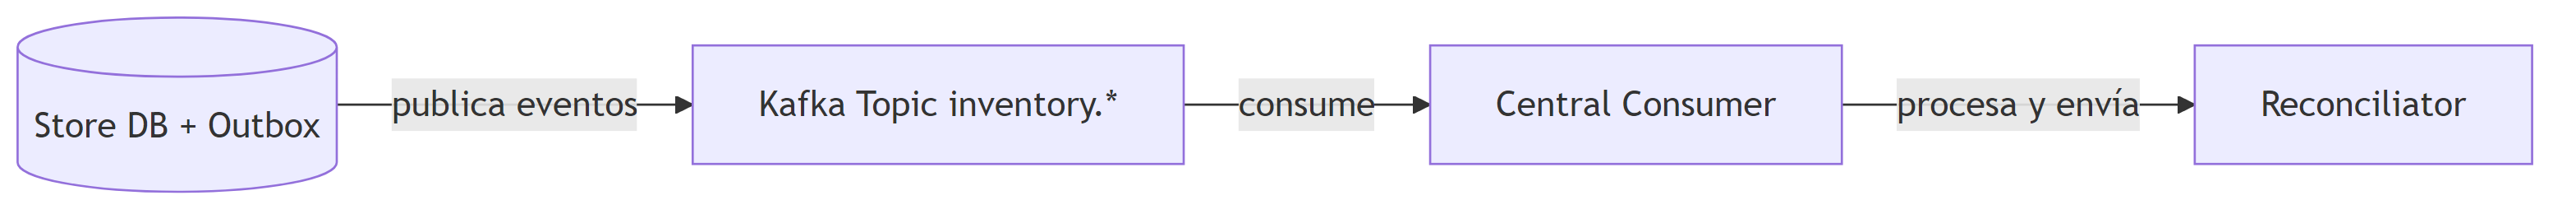 Store DB + Outbox
publica eventos
Kafka Topic inventory.*
consume
Central Consumer
procesa y envía
Reconciliator